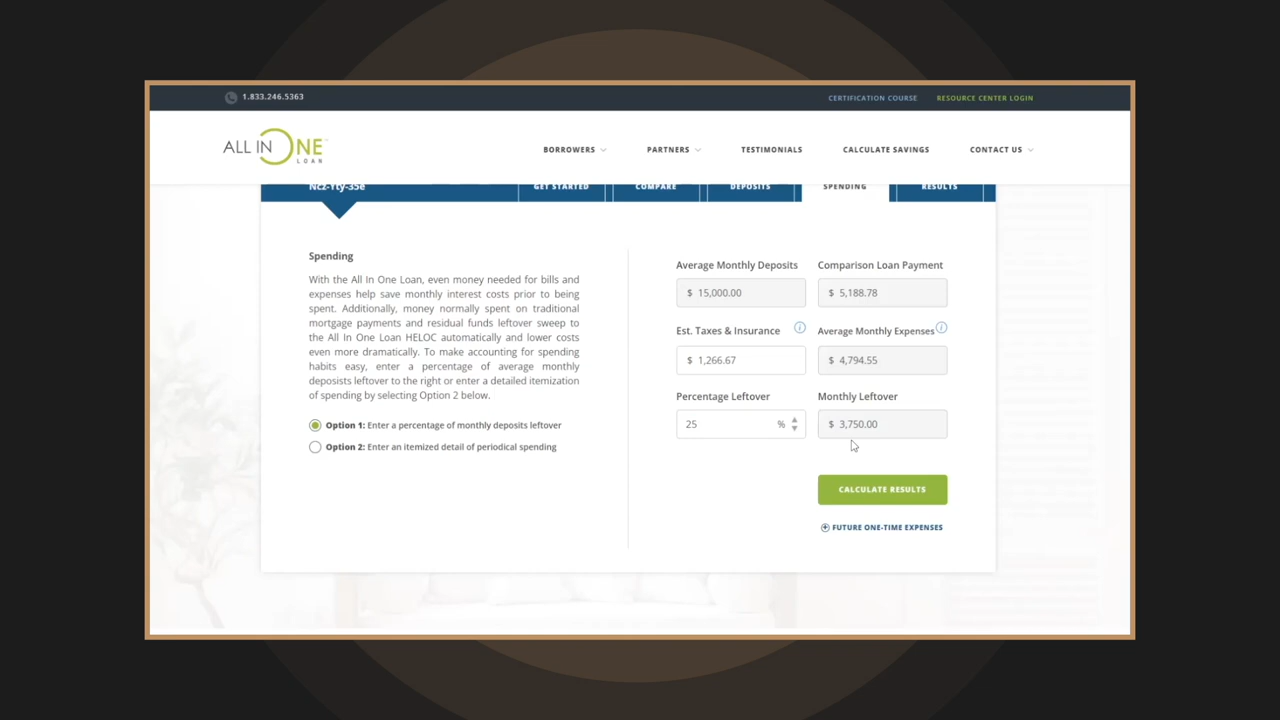 1.833.246.5363
CERTIFICATION COURSE RESOURCE CENTER LOGIN
ALL IN ONE
LOAN
BORROWERS PARTNERS TESTIMONIALS CALCULATE SAVINGS CONTACT US
Ncz-Yty-35e GET STARTED COMPARE DEPOSITS SPENDING RESULTS
Spending
With the All In One Loan, even money needed for bills and
expenses help save monthly interest costs prior to being
spent. Additionally, money normally spent on traditional
mortgage payments and residual funds leftover sweep to
the All In One Loan HELOC automatically and lower costs
even more dramatically. To make accounting for spending
habits easy, enter a percentage of average monthly
deposists leftover to the right or enter a detailed itemization
of spending by selecting Option 2 below.
Option 1: Enter a percentage of monthly deposits leftover
Option 2: Enter an itemized detail of periodical spending
Average Monthly Deposits Comparison Loan Payment
$ 15,000.00 $ 5,188.78
Est. Taxes & Insurance Average Monthly Expenses
$ 1,266.67 $ 4,794.55
Percentage Leftover Monthly Leftover
25 % $ 3,750.00
CALCULATE RESULTS
FUTURE ONE-TIME EXPENSES